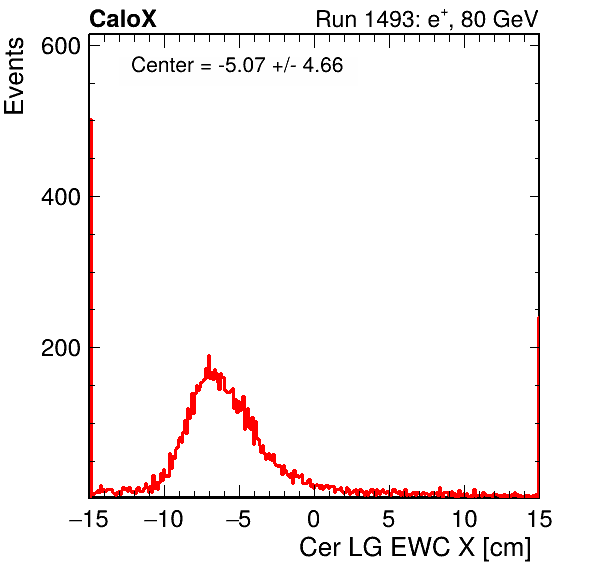 CaloX Run 1493: e⁺, 80 GeV
Center = -5.07 +/- 4.66
Events
600
400
200
−15 −10 −5 0 5 10 15
Cer LG EWC X [cm]